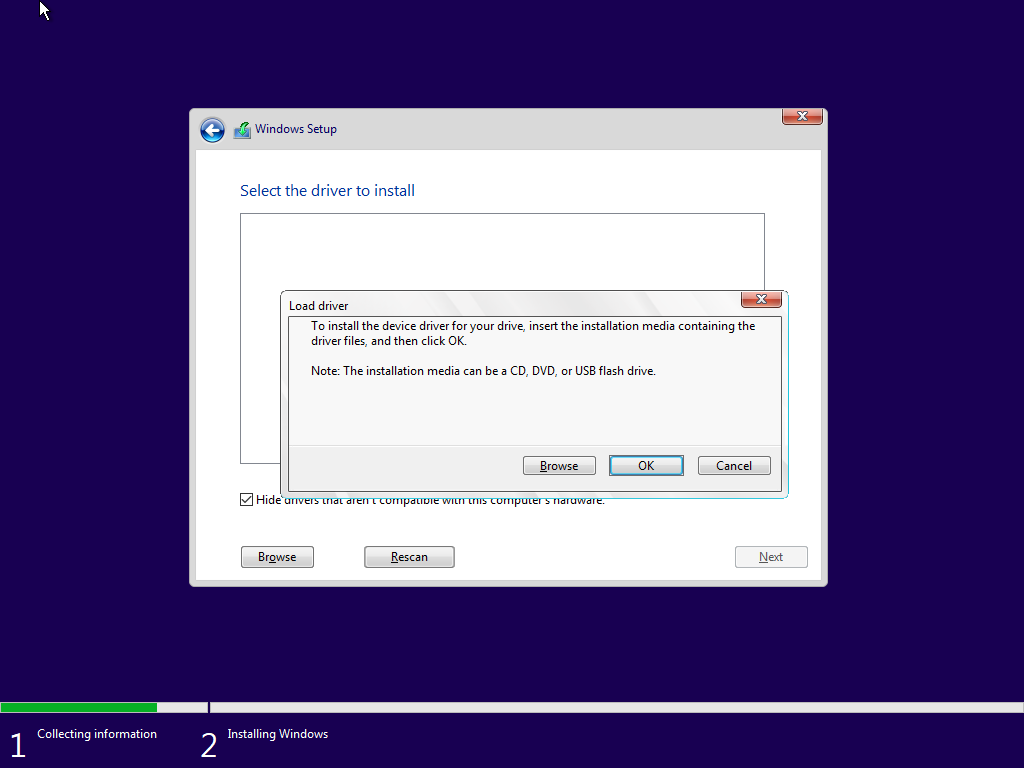 Windows Setup
Select the driver to install
Load driver
To install the device driver for your drive, insert the installation media containing the
driver files, and then click OK.
Note: The installation media can be a CD, DVD, or USB flash drive.
Browse OK Cancel
Hide drivers that aren't compatible with this computer's hardware.
Browse Rescan Next
1 Collecting information 2 Installing Windows